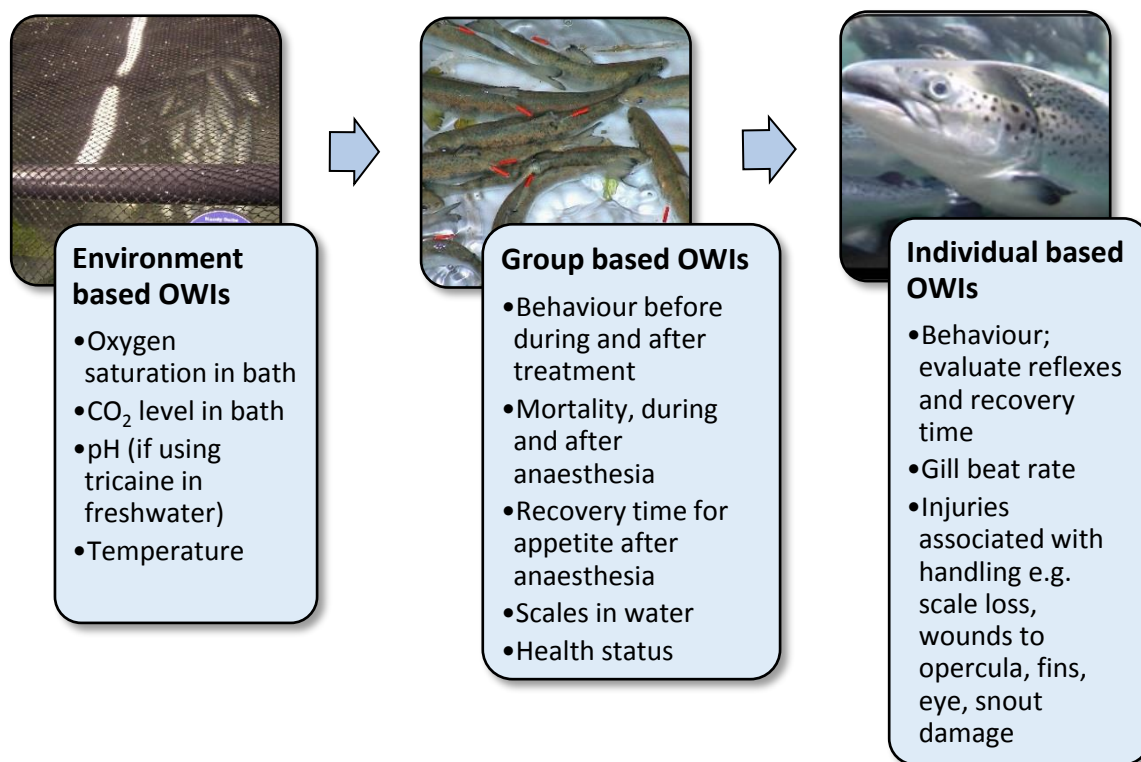 Environment
based OWIs
•Oxygen
saturation in bath
•CO₂ level in bath
•pH (if using
tricaine in
freshwater)
•Temperature
Group based OWIs
•Behaviour before
during and after
treatment
•Mortality, during
and after
anaesthesia
•Recovery time for
appetite after
anaesthesia
•Scales in water
•Health status
Individual based
OWIs
•Behaviour;
evaluate reflexes
and recovery
time
•Gill beat rate
•Injuries
associated with
handling e.g.
scale loss,
wounds to
opercula, fins,
eye, snout
damage